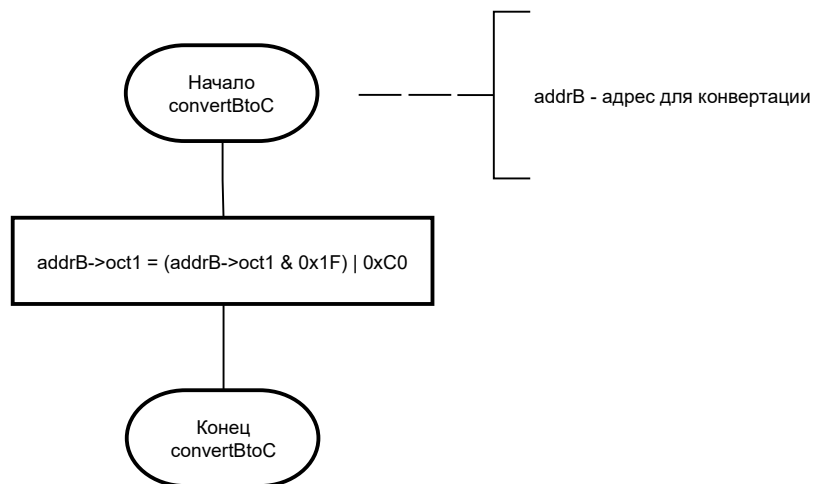 Начало
convertBtoC
addrB - адрес для конвертации
addrB->oct1 = (addrB->oct1 & 0x1F) | 0xC0
Конец
convertBtoC